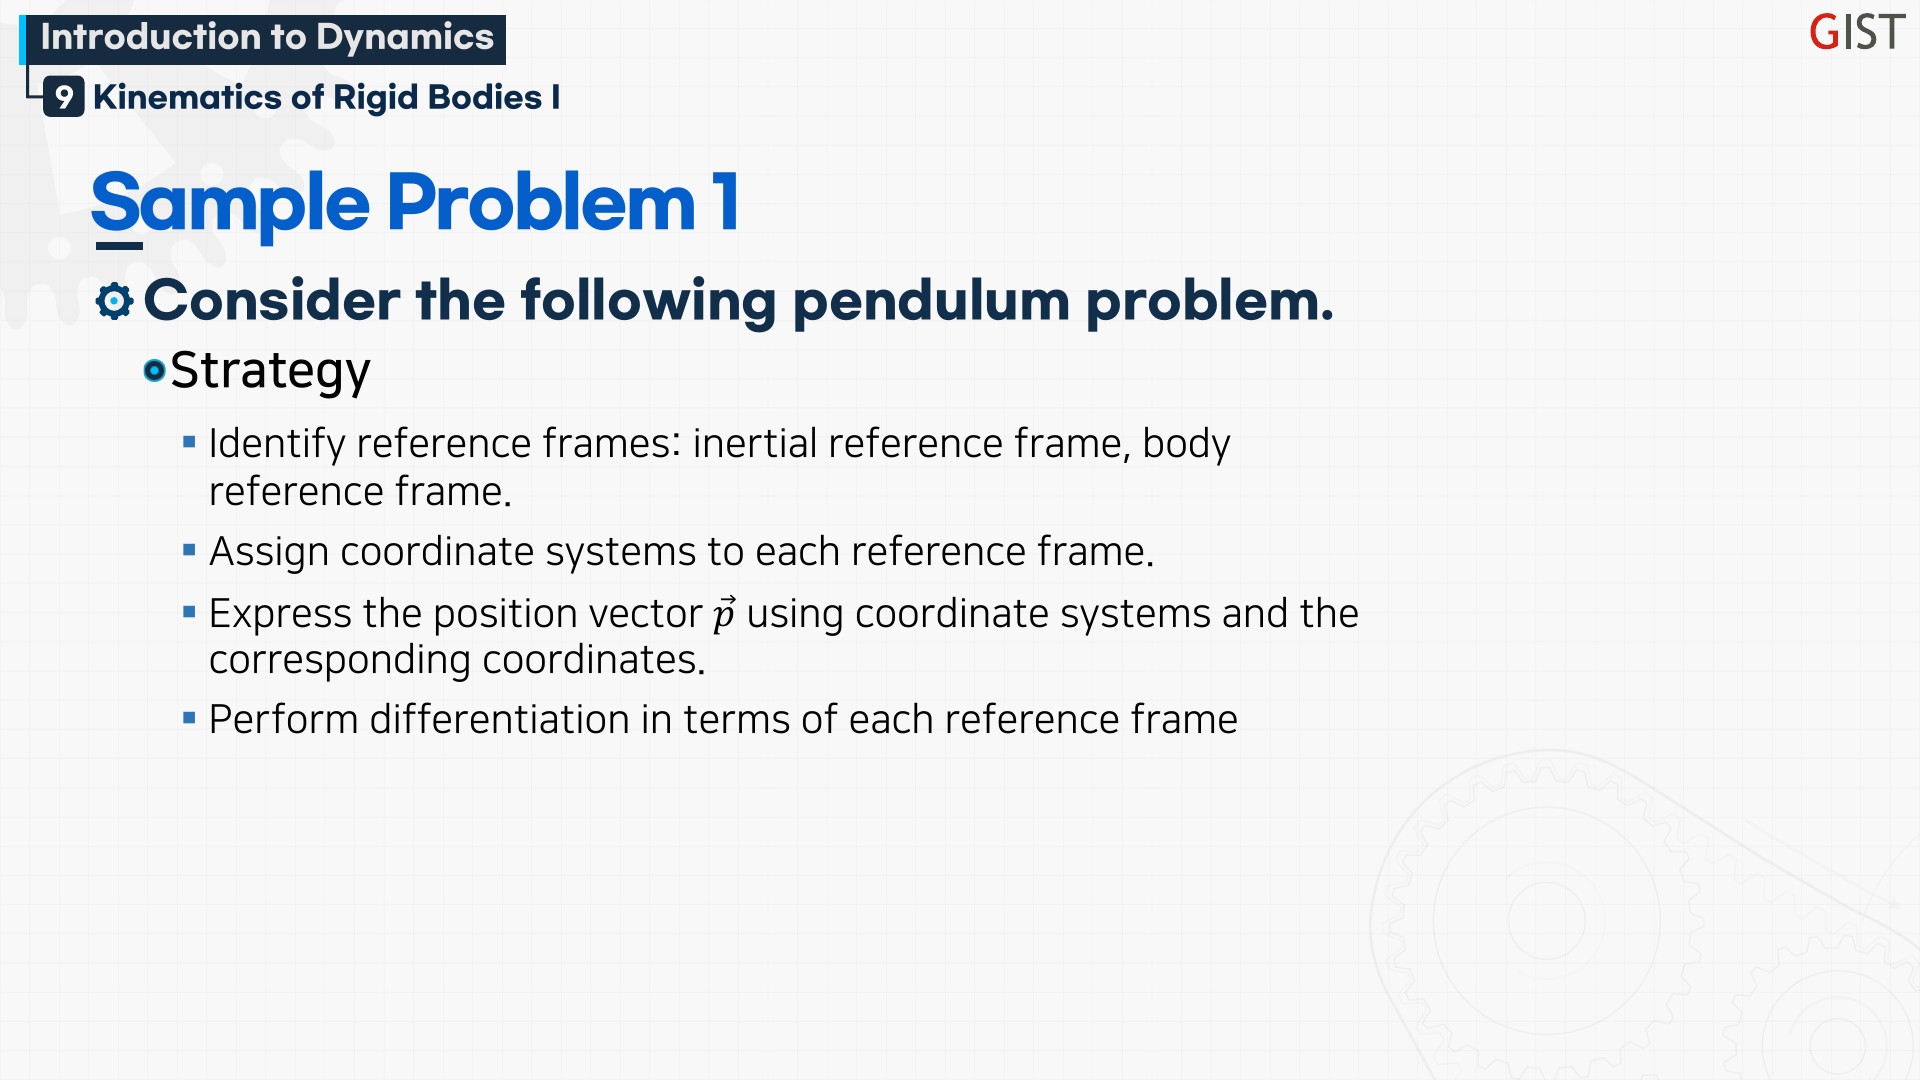 Introduction to Dynamics
GIST
9 Kinematics of Rigid Bodies I
Sample Problem 1
Consider the following pendulum problem.
Strategy
Identify reference frames: inertial reference frame, body
reference frame.
Assign coordinate systems to each reference frame.
Express the position vector \vec{p} using coordinate systems and the
corresponding coordinates.
Perform differentiation in terms of each reference frame